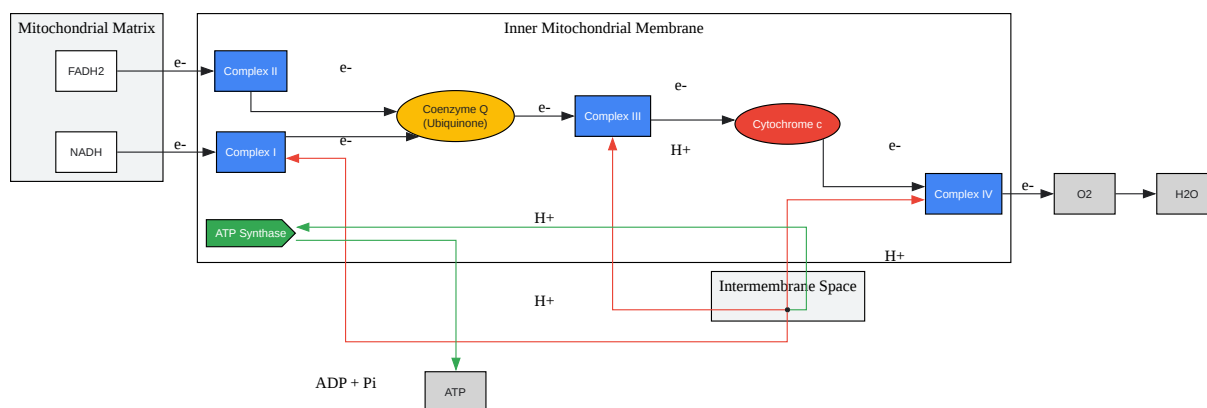 Mitochondrial Matrix
Inner Mitochondrial Membrane
FADH2
e-
Complex II
e-
Coenzyme Q
(Ubiquinone)
e-
Complex III
e-
Cytochrome c
NADH
e-
Complex I
e-
H+
e-
Complex IV
e-
O2
H2O
ATP Synthase
H+
H+
Intermembrane Space
H+
ADP + Pi
ATP